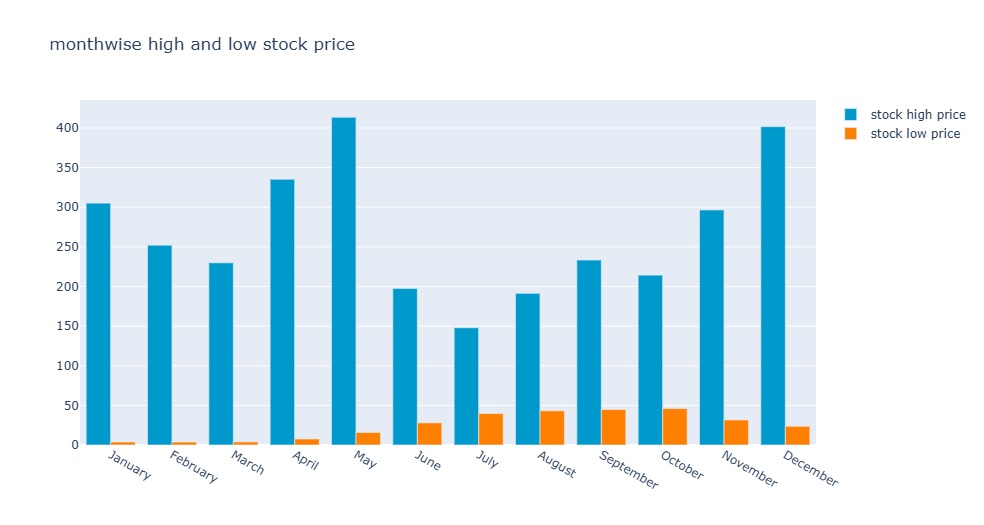 monthwise high and low stock price
stock high price
stock low price
400
350
300
250
200
150
100
50
0
January
February
March
April
May
June
July
August
September
October
November
December